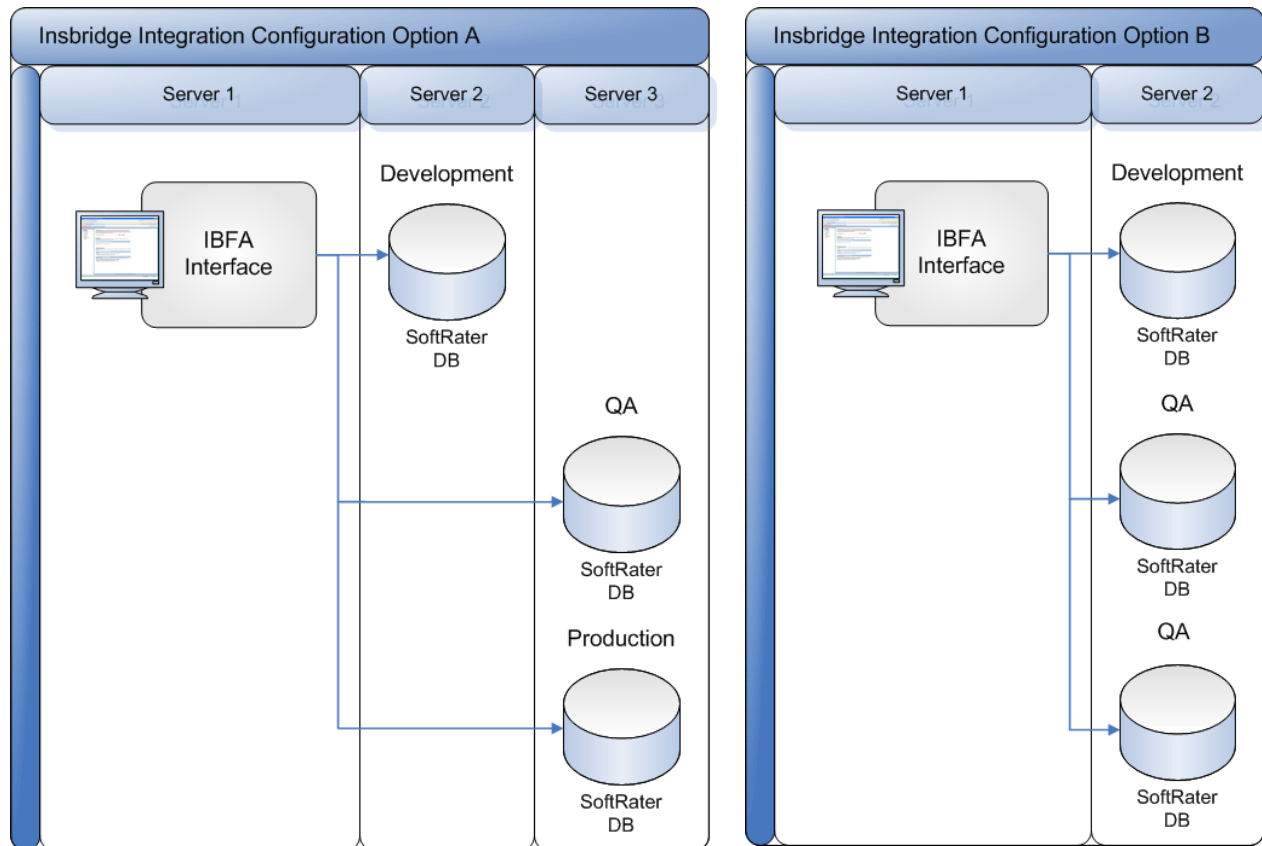 Insbridge Integration Configuration Option A
Server 1
Server 2
Server 3
Development
IBFA
Interface
SoftRater
DB
QA
SoftRater
DB
Production
SoftRater
DB
Insbridge Integration Configuration Option B
Server 1
Server 2
Development
IBFA
Interface
SoftRater
DB
QA
SoftRater
DB
QA
SoftRater
DB